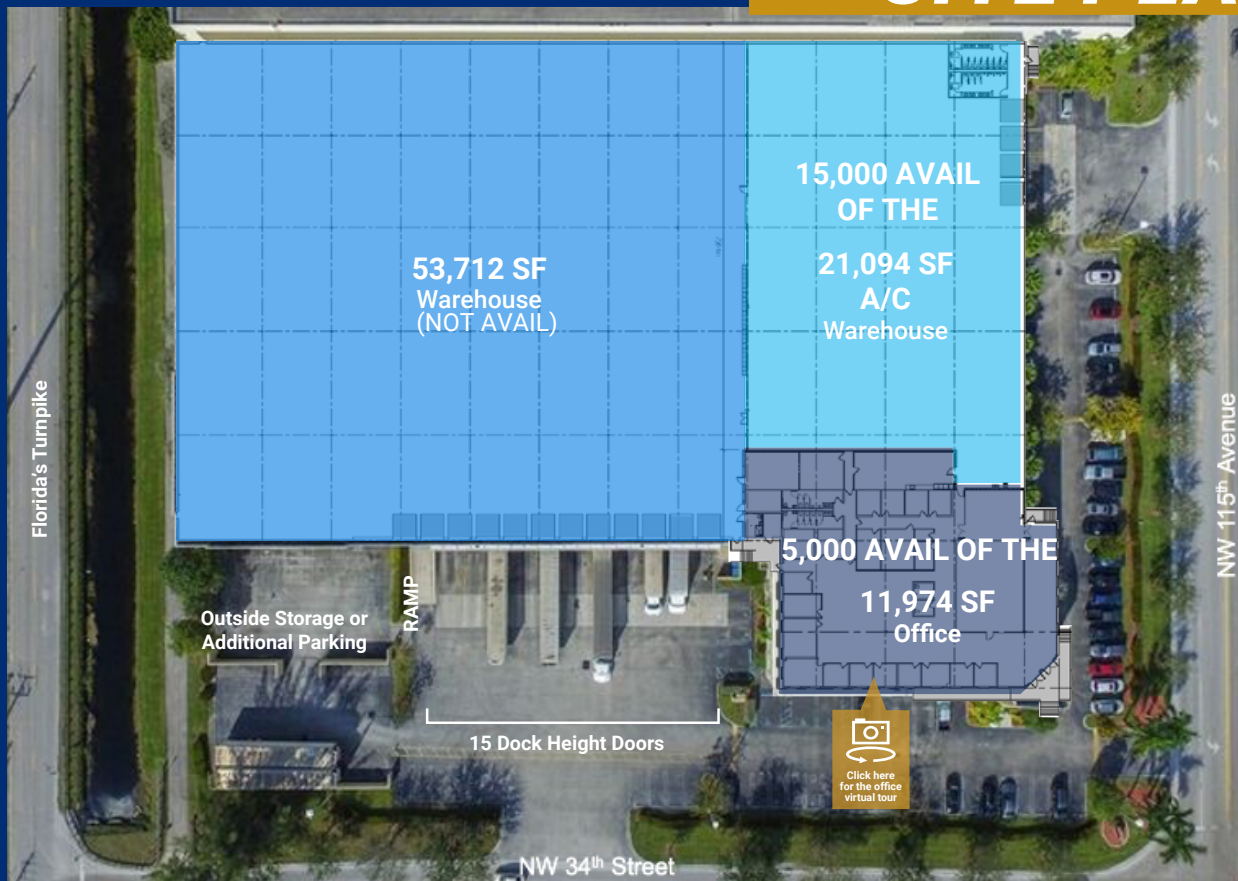 15,000 AVAIL
OF THE
21,094 SF
A/C
Warehouse
53,712 SF
Warehouse
(NOT AVAIL)
Florida's Turnpike
NW 115th Avenue
5,000 AVAIL OF THE
11,974 SF
Office
Outside Storage or
Additional Parking
RAMP
15 Dock Height Doors
Click here
for the office
virtual tour
NW 34th Street